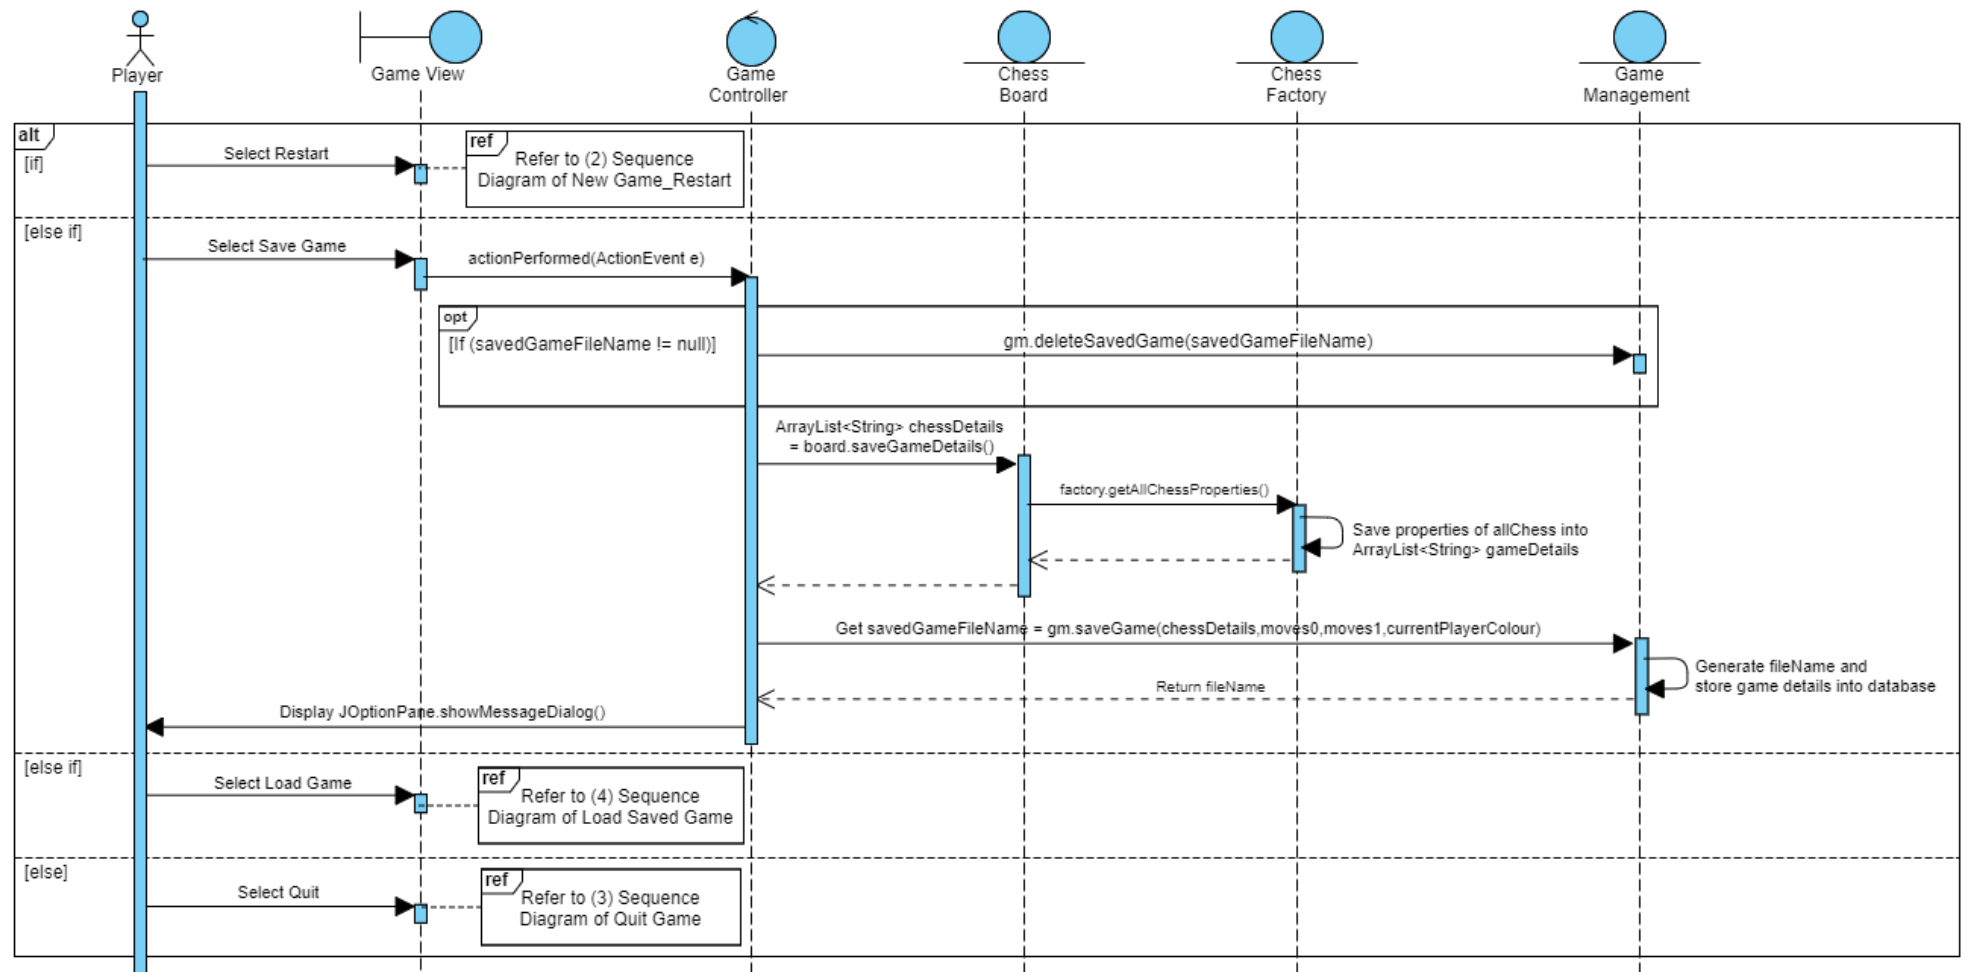 Player
Game View
Game
Controller
Chess
Board
Chess
Factory
Game
Management
alt
[if]
Select Restart
ref
Refer to (2) Sequence
Diagram of New Game_Restart
[else if]
Select Save Game
actionPerformed(ActionEvent e)
opt
[If (savedGameFileName != null)]
gm.deleteSavedGame(savedGameFileName)
ArrayList<String> chessDetails
= board.saveGameDetails()
factory.getAllChessProperties()
Save properties of allChess into
ArrayList<String> gameDetails
Get savedGameFileName = gm.saveGame(chessDetails,moves0,moves1,currentPlayerColour)
Generate fileName and
store game details into database
Return fileName
Display JOptionPane.showMessageDialog()
[else if]
Select Load Game
ref
Refer to (4) Sequence
Diagram of Load Saved Game
[else]
Select Quit
ref
Refer to (3) Sequence
Diagram of Quit Game